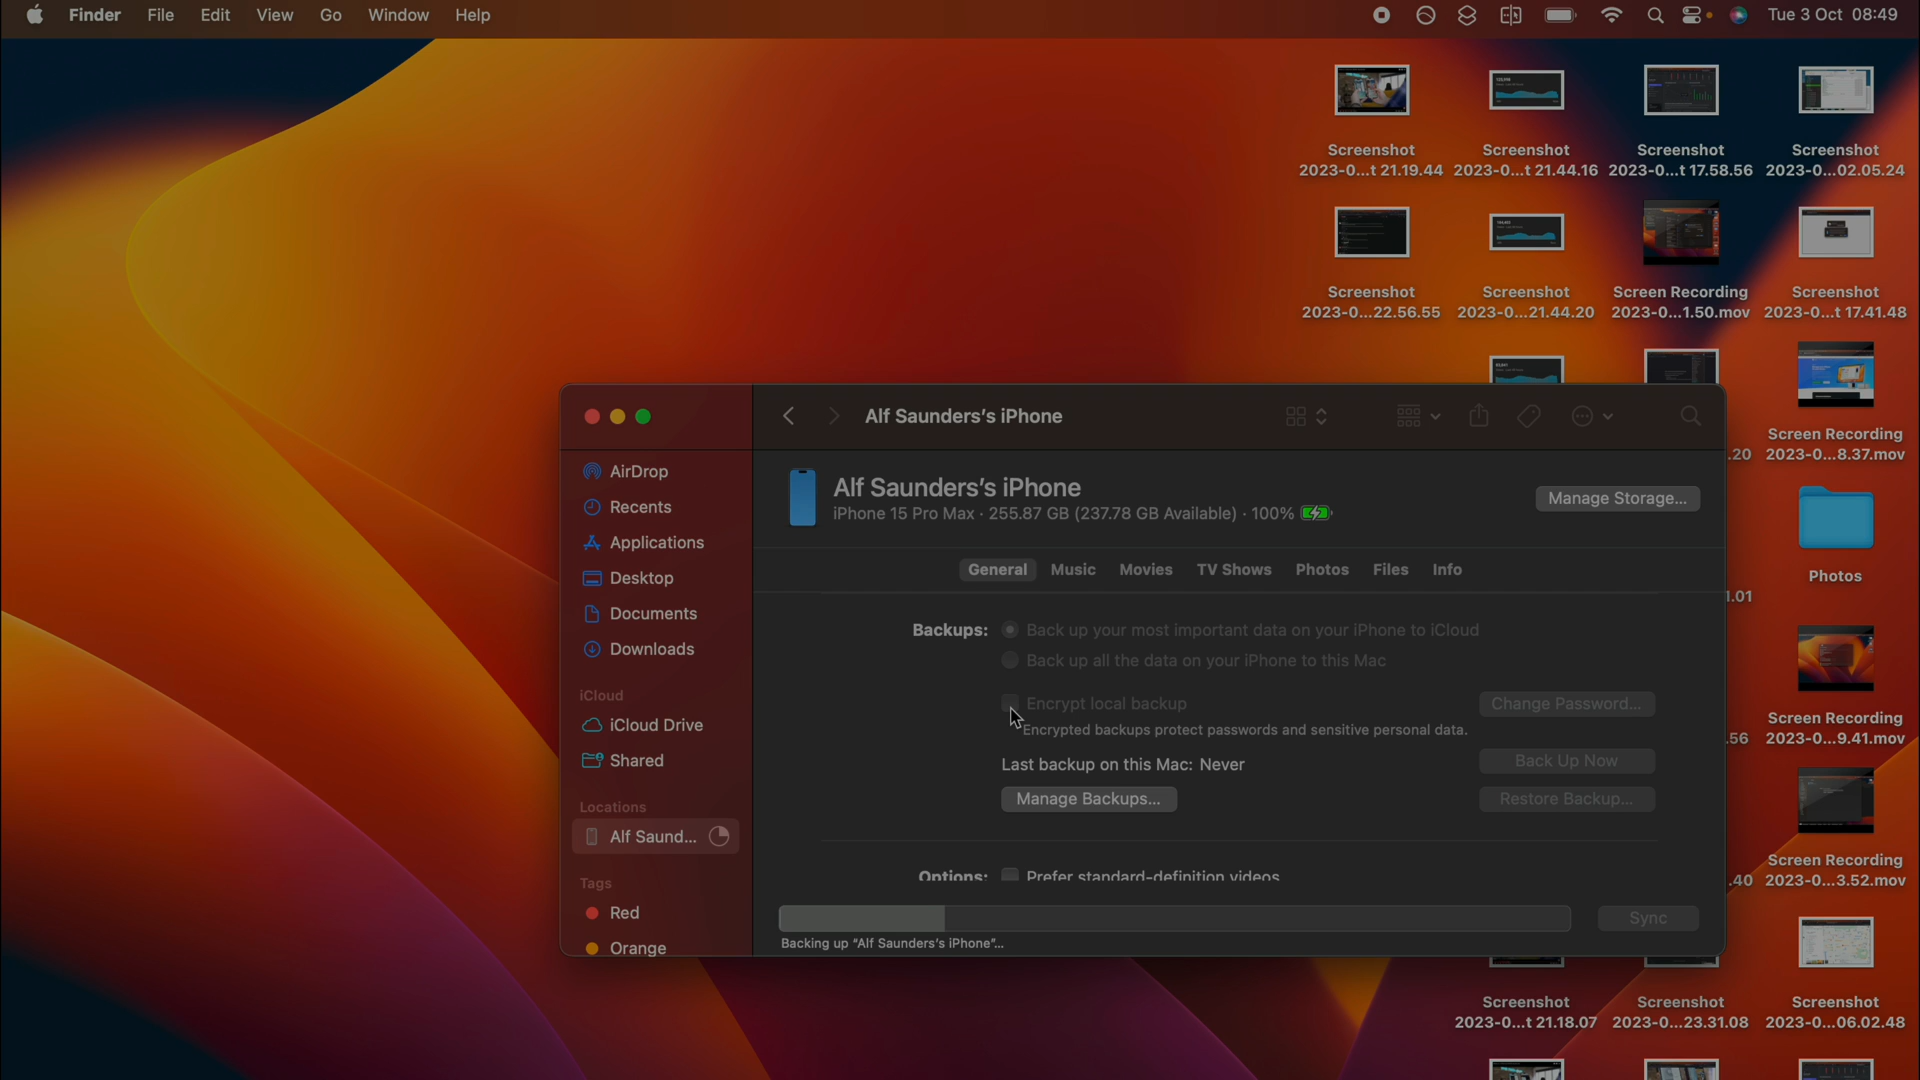 Finder File Edit View Go Window Help Tue 3 Oct 08:49
Screenshot
2023-0...t 21.19.44
Screenshot
2023-0...t 21.44.16
Screenshot
2023-0...t 17.58.56
Screenshot
2023-0...02.05.24
Screenshot
2023-0...22.56.55
Screenshot
2023-0...21.44.20
Screen Recording
2023-0...1.50.mov
Screenshot
2023-0...t 17.41.48
.20
Screen Recording
2023-0...8.37.mov
Photos
1.01
Screen Recording
2023-0...9.41.mov
.56
Screen Recording
2023-0...3.52.mov
.40
Screenshot
2023-0...t 21.18.07
Screenshot
2023-0...23.31.08
Screenshot
2023-0...06.02.48
Alf Saunders's iPhone
AirDrop
Recents
Applications
Desktop
Documents
Downloads
iCloud
iCloud Drive
Shared
Locations
Alf Saund...
Tags
Red
Orange
Alf Saunders's iPhone
iPhone 15 Pro Max · 255.87 GB (237.78 GB Available) · 100%
Manage Storage...
General Music Movies TV Shows Photos Files Info
Backups: Back up your most important data on your iPhone to iCloud
Back up all the data on your iPhone to this Mac
Encrypt local backup
Change Password...
Encrypted backups protect passwords and sensitive personal data.
Last backup on this Mac: Never
Back Up Now
Manage Backups...
Restore Backup...
Options: Prefer standard-definition videos
Sync
Backing up "Alf Saunders's iPhone"...